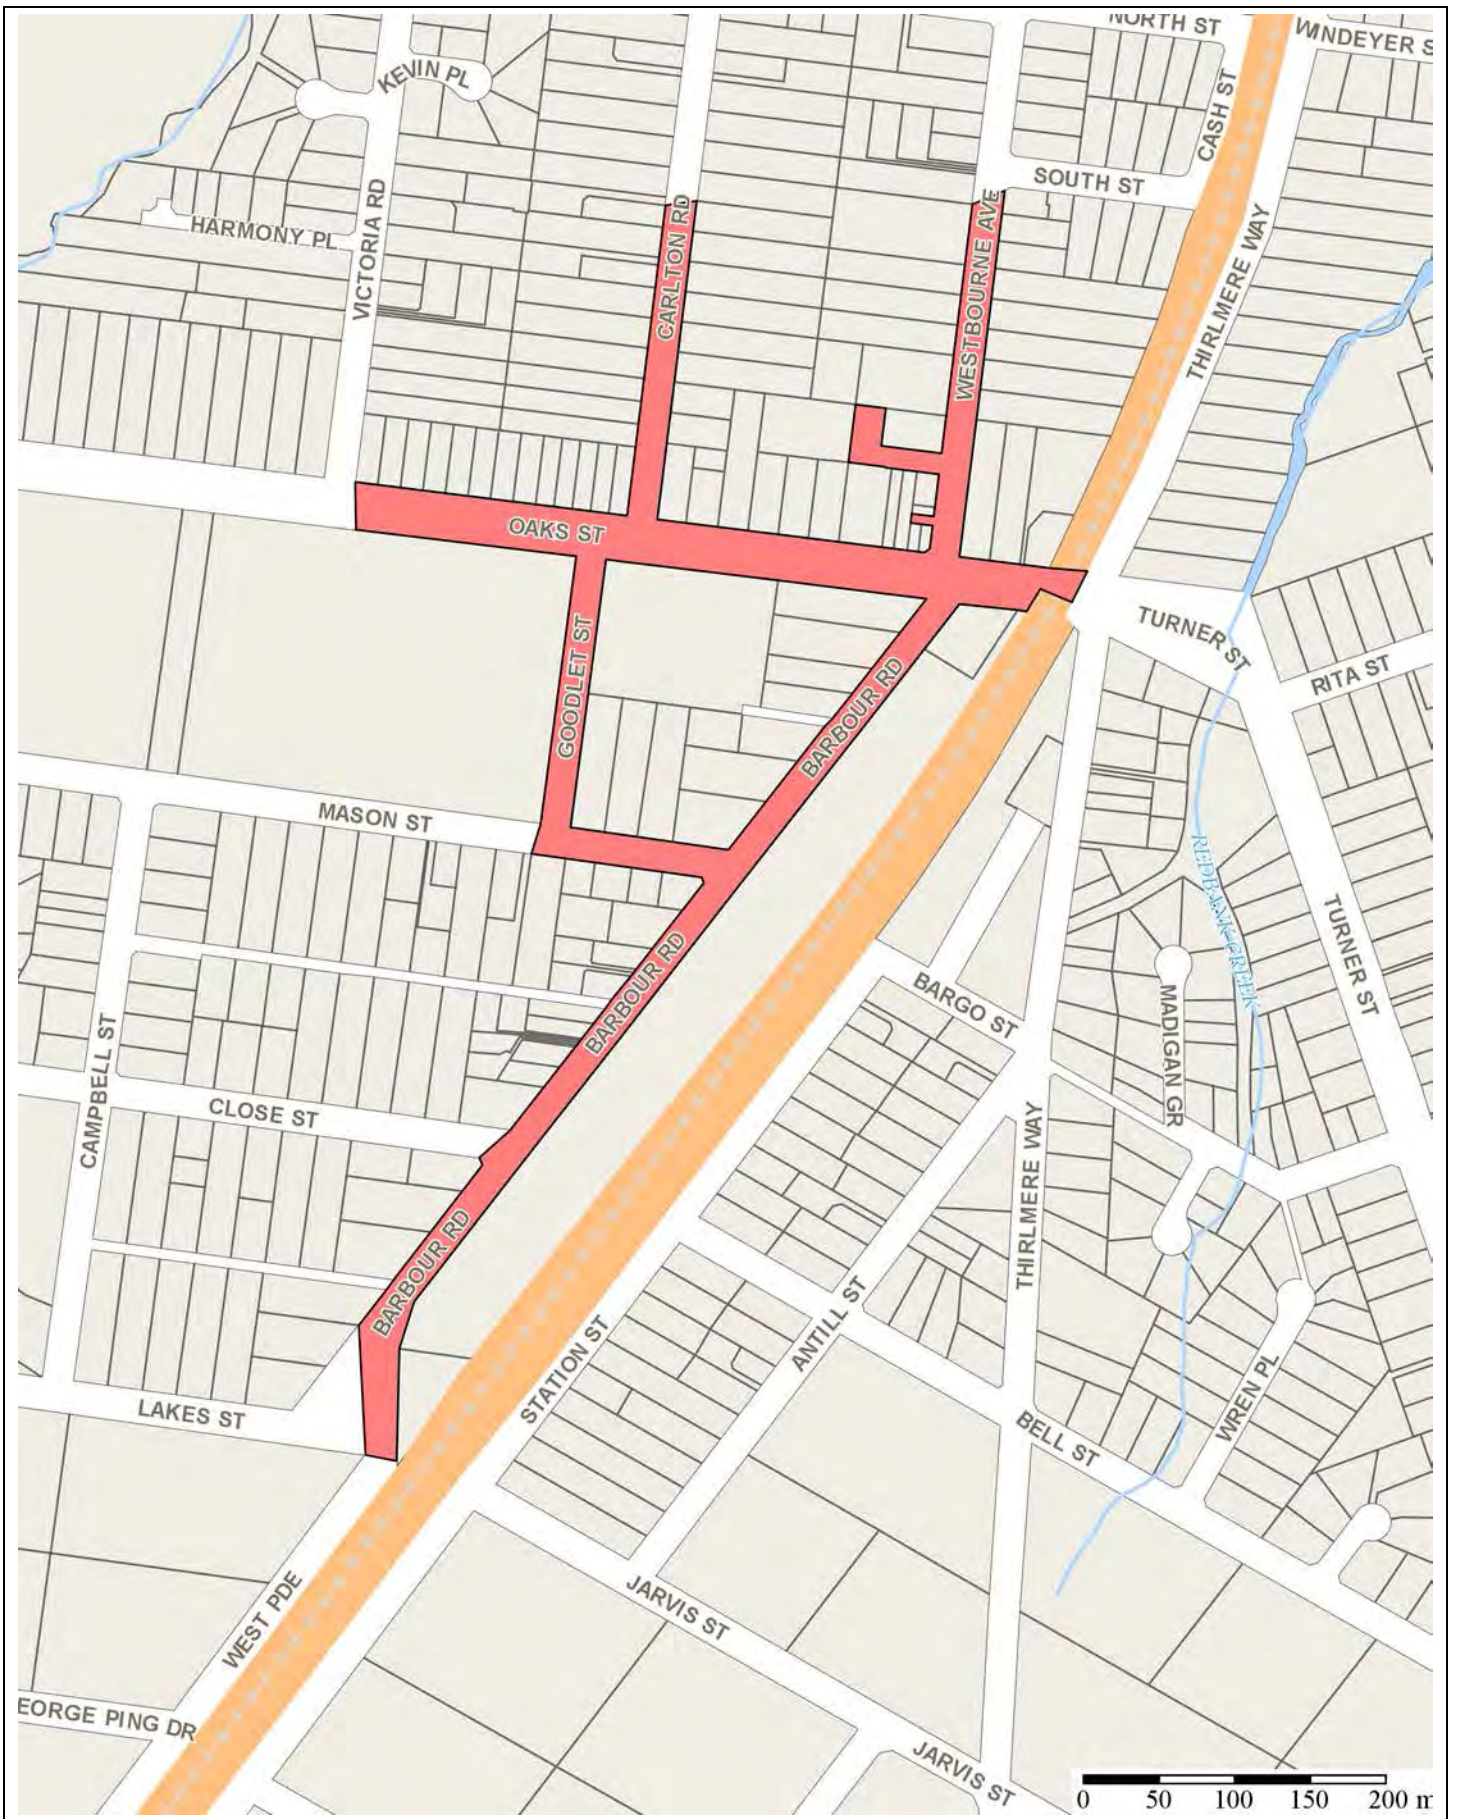 NORTH ST
WINDEYER S
KEVIN PL
CASH ST
SOUTH ST
HARMONY PL
VICTORIA RD
CARLTON RD
WESTBOURNE AVE
THIRLMERE WAY
OAKS ST
TURNER ST
RITA ST
GOODLET ST
BARBOUR RD
MASON ST
REDBANK CREEK
TURNER ST
BARBOUR RD
BARGO ST
MADIGAN GR
CAMPBELL ST
CLOSE ST
THIRLMERE WAY
BARBOUR RD
ANTILL ST
STATION ST
WREN PL
LAKES ST
BELL ST
WEST PDE
JARVIS ST
EORGE PING DR
JARVIS ST
0 50 100 150 200 m